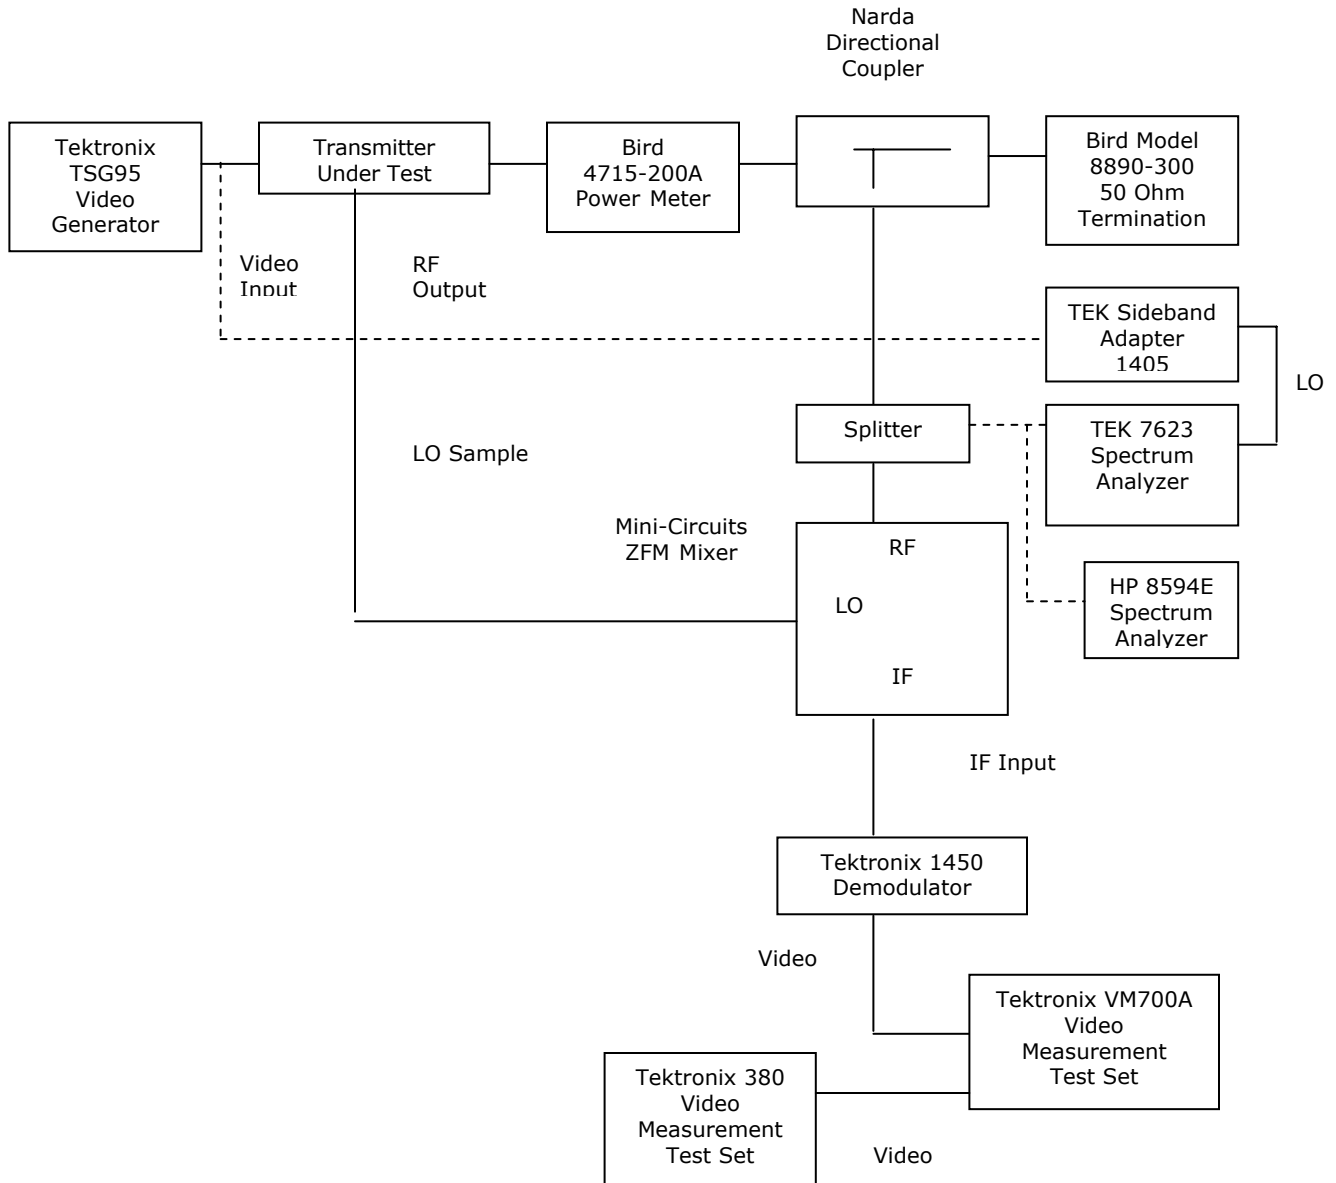 Narda
Directional
Coupler
Tektronix
TSG95
Video
Generator
Transmitter
Under Test
Bird
4715-200A
Power Meter
Bird Model
8890-300
50 Ohm
Termination
Video
Input
RF
Output
TEK Sideband
Adapter
1405
LO
Splitter
TEK 7623
Spectrum
Analyzer
LO Sample
Mini-Circuits
ZFM Mixer
RF
LO
IF
HP 8594E
Spectrum
Analyzer
IF Input
Tektronix 1450
Demodulator
Video
Tektronix VM700A
Video
Measurement
Test Set
Tektronix 380
Video
Measurement
Test Set
Video